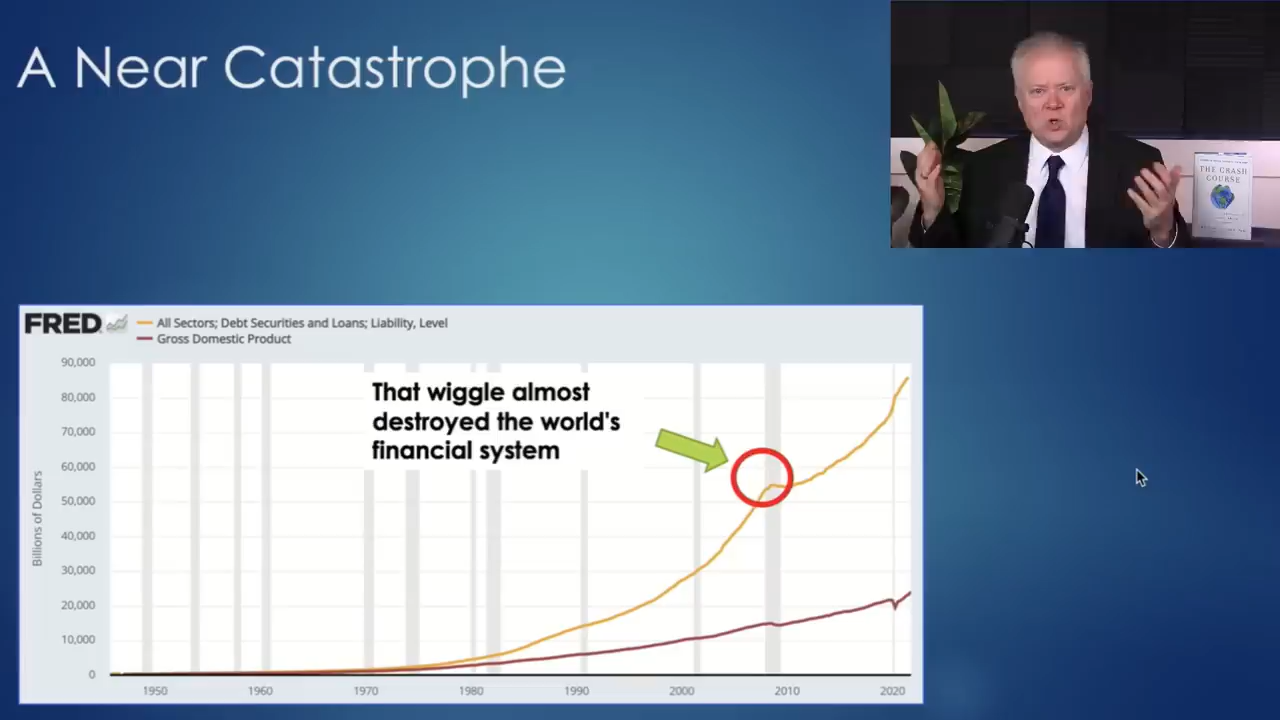 A Near Catastrophe
THE CRASH
COURSE
FRED
All Sectors; Debt Securities and Loans; Liability, Level
Gross Domestic Product
Billions of Dollars
90,000
80,000
70,000
60,000
50,000
40,000
30,000
20,000
10,000
0
That wiggle almost
destroyed the world's
financial system
1950 1960 1970 1980 1990 2000 2010 2020